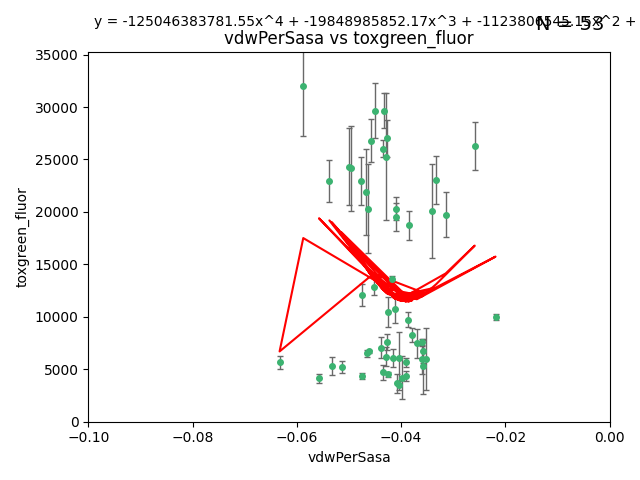 y = -125046383781.55x^4 + -19848985852.17x^3 + -1123806545.15x^2 +
N = 53
vdwPerSasa vs toxgreen_fluor
35000
30000
25000
20000
15000
10000
5000
0
toxgreen_fluor
−0.10 −0.08 −0.06 −0.04 −0.02 0.00
vdwPerSasa